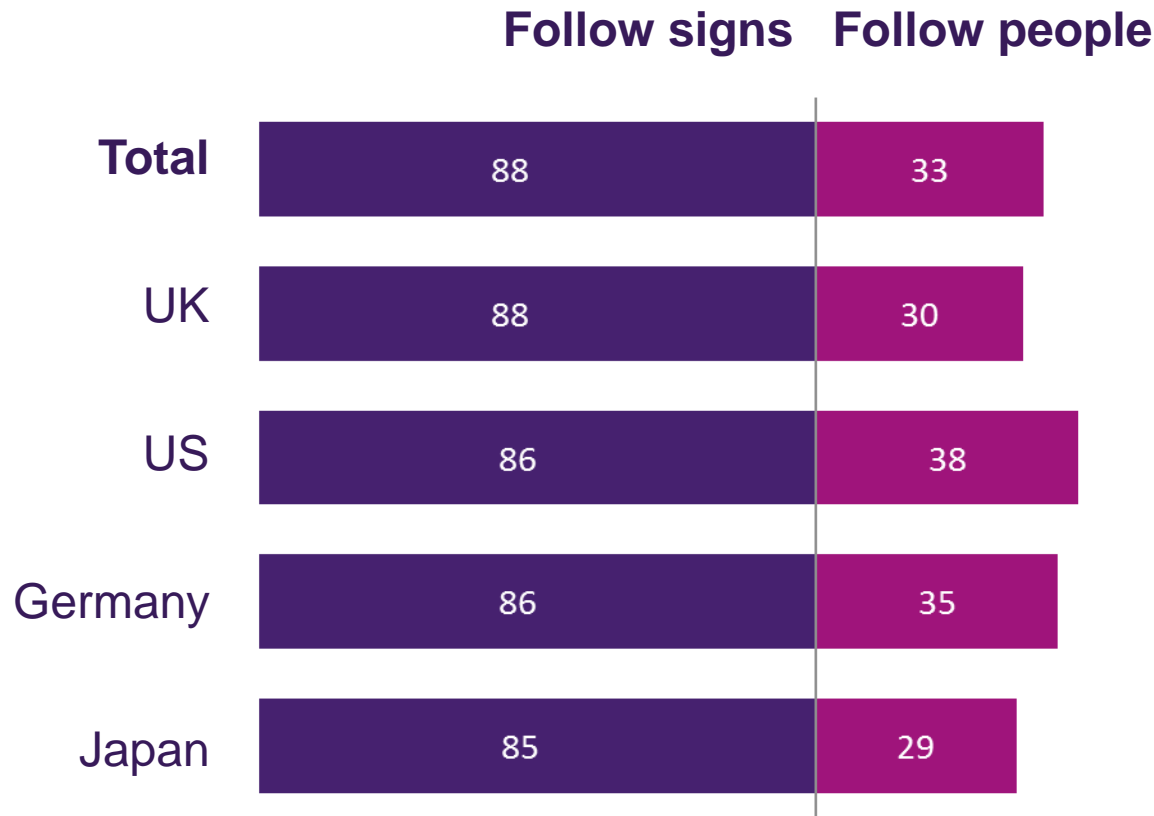 Follow signs Follow people
Total 88 33
UK 88 30
US 86 38
Germany 86 35
Japan 85 29